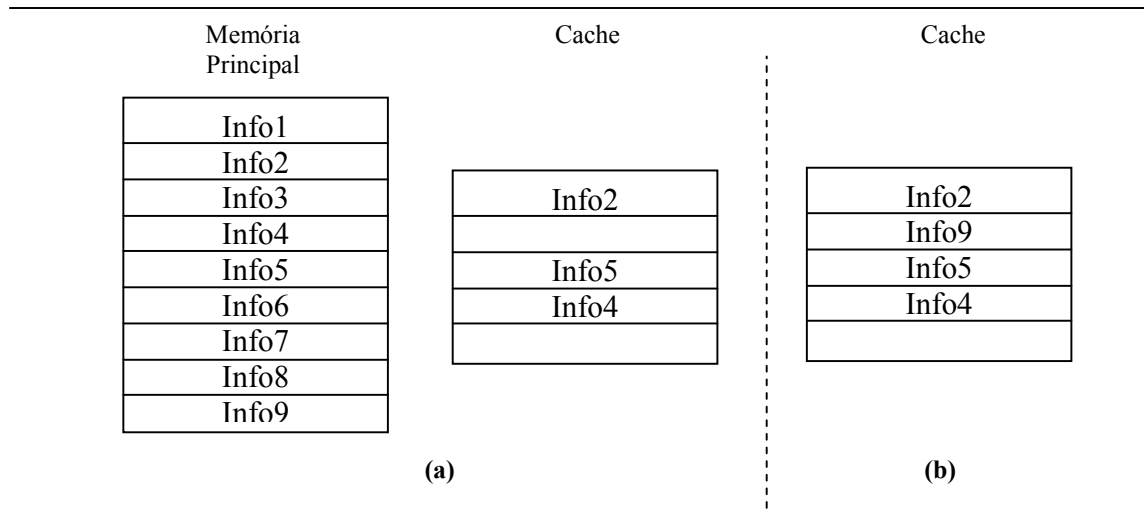 Memória
Principal
Info1
Info2
Info3
Info4
Info5
Info6
Info7
Info8
Info9
Cache
Info2
Info5
Info4
(a)
Cache
Info2
Info9
Info5
Info4
(b)